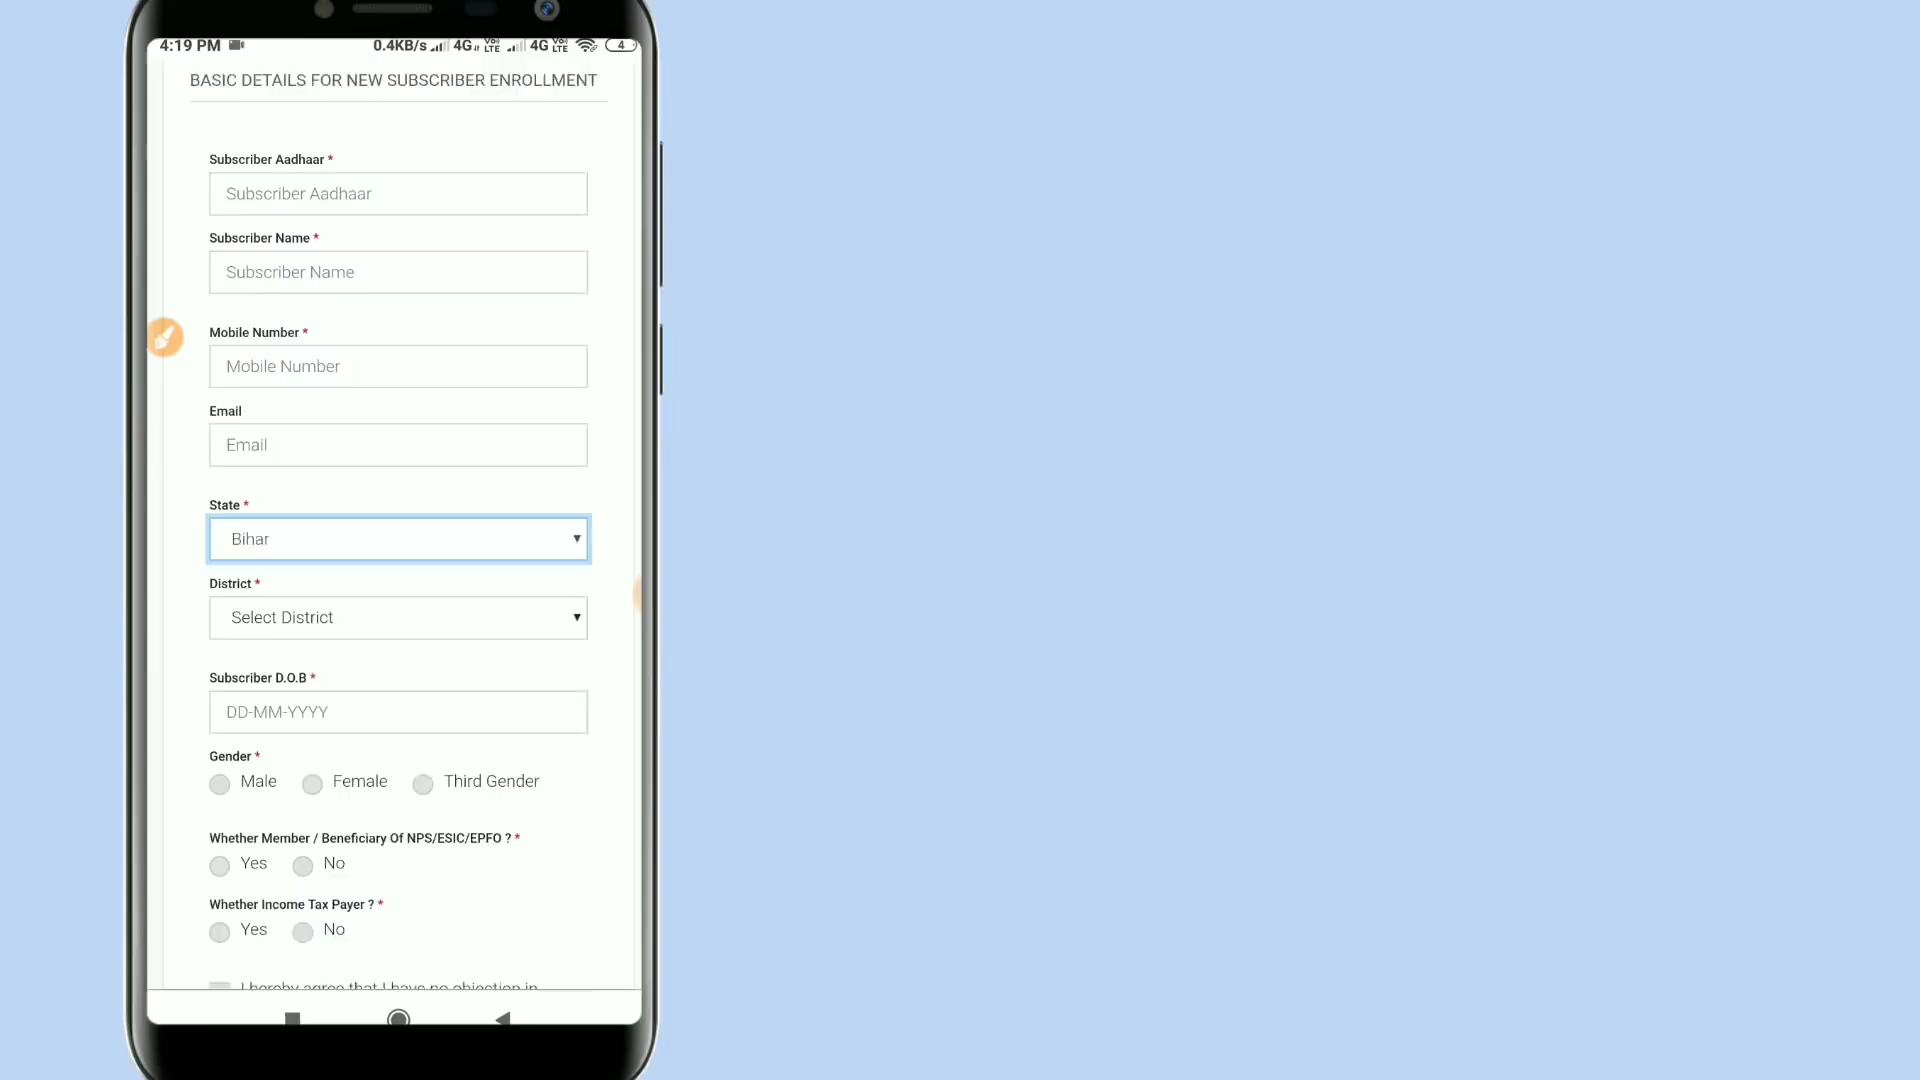 4:19 PM 0.4KB/s 4G VoLTE 4G VoLTE 4
BASIC DETAILS FOR NEW SUBSCRIBER ENROLLMENT
Subscriber Aadhaar *
Subscriber Aadhaar
Subscriber Name *
Subscriber Name
Mobile Number *
Mobile Number
Email
Email
State *
Bihar
District *
Select District
Subscriber D.O.B *
DD-MM-YYYY
Gender *
Male Female Third Gender
Whether Member / Beneficiary Of NPS/ESIC/EPFO ? *
Yes No
Whether Income Tax Payer ? *
Yes No
I hereby agree that I have no objection in